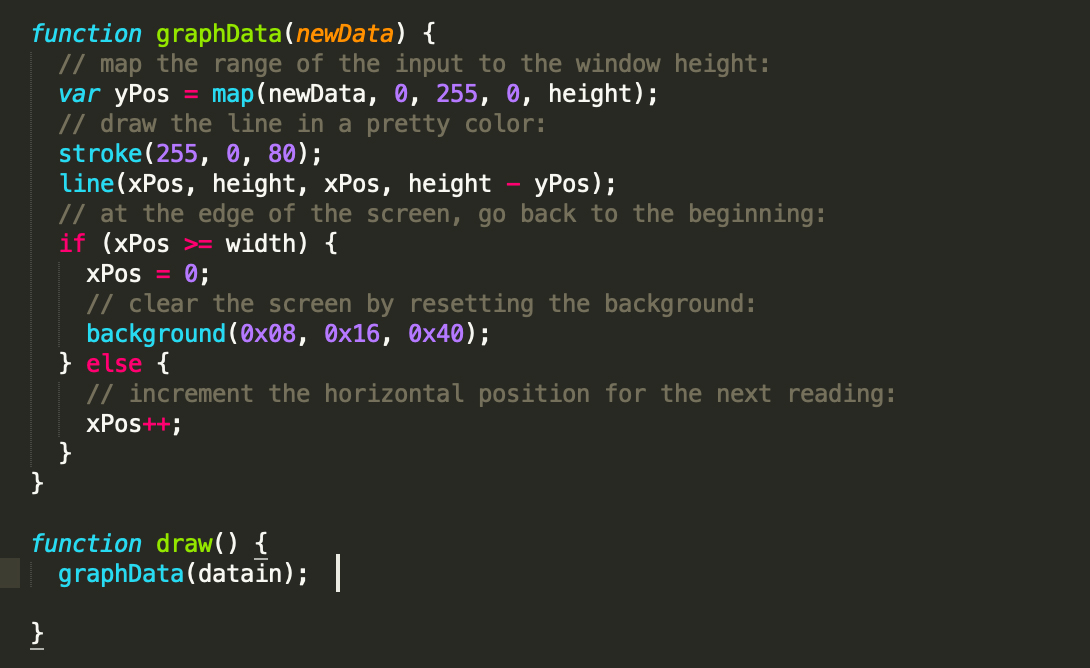 function graphData(newData) {
  // map the range of the input to the window height:
  var yPos = map(newData, 0, 255, 0, height);
  // draw the line in a pretty color:
  stroke(255, 0, 80);
  line(xPos, height, xPos, height - yPos);
  // at the edge of the screen, go back to the beginning:
  if (xPos >= width) {
    xPos = 0;
    // clear the screen by resetting the background:
    background(0x08, 0x16, 0x40);
  } else {
    // increment the horizontal position for the next reading:
    xPos++;
  }
}

function draw() {
  graphData(datain);

}